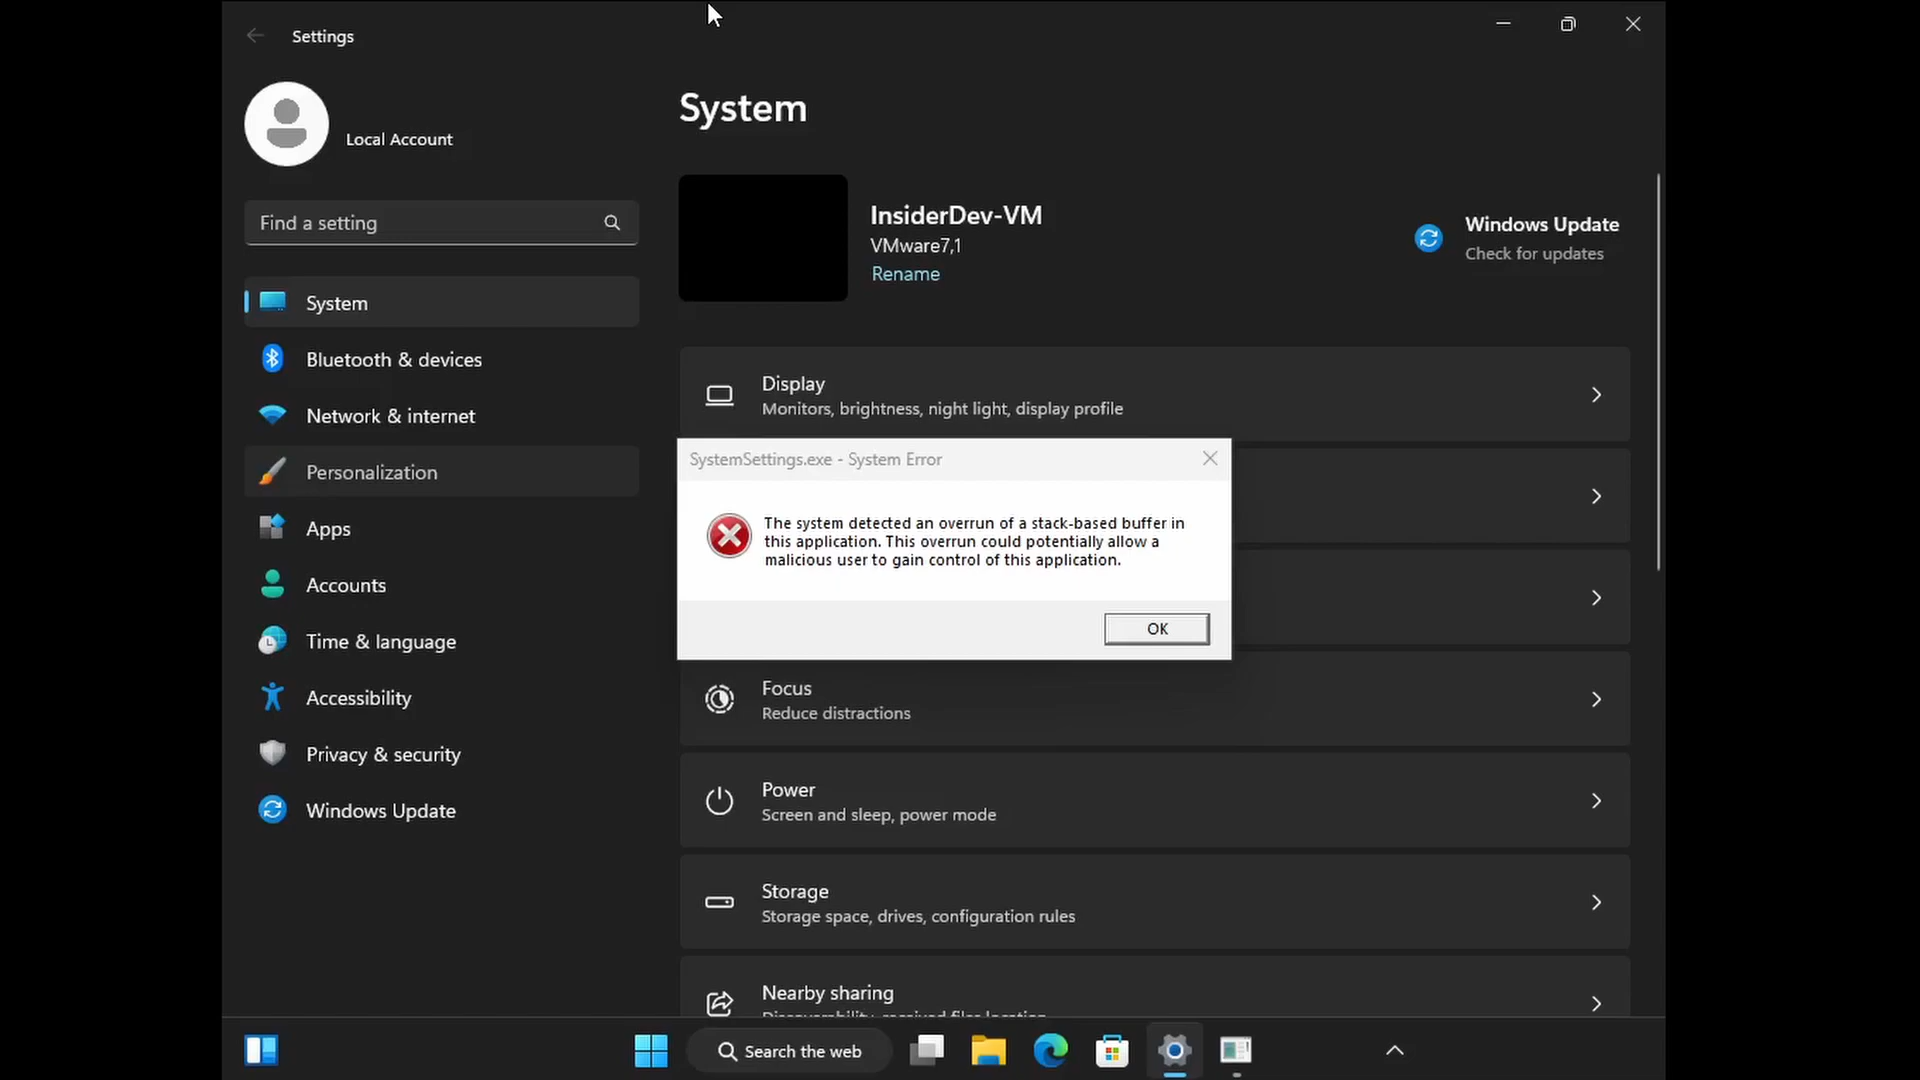 Settings
Local Account
Find a setting
System
Bluetooth & devices
Network & internet
Personalization
Apps
Accounts
Time & language
Accessibility
Privacy & security
Windows Update
System
InsiderDev-VM
VMware7,1
Rename
Windows Update
Check for updates
Display
Monitors, brightness, night light, display profile
SystemSettings.exe - System Error
The system detected an overrun of a stack-based buffer in
this application. This overrun could potentially allow a
malicious user to gain control of this application.
OK
Focus
Reduce distractions
Power
Screen and sleep, power mode
Storage
Storage space, drives, configuration rules
Nearby sharing
Discoverability, received files location
Search the web